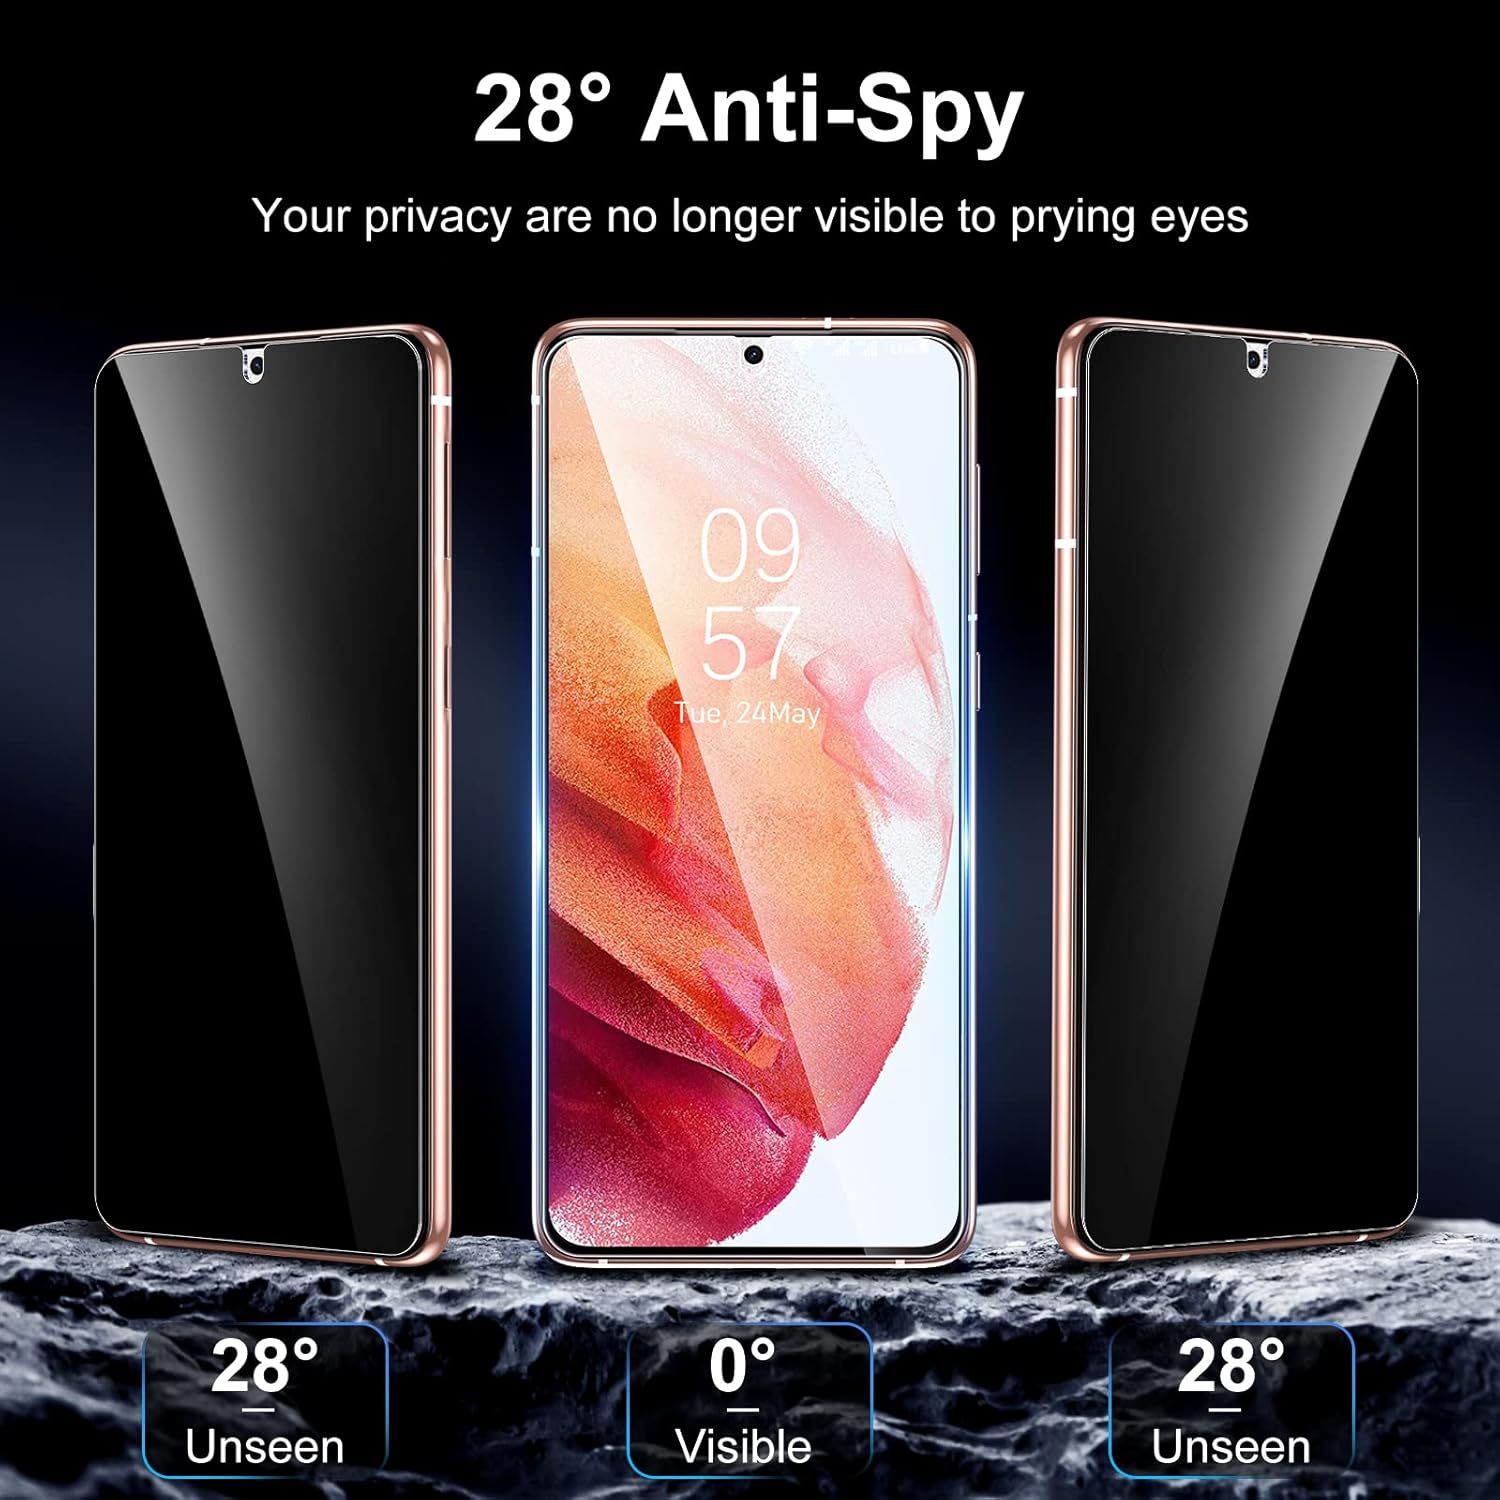 28° Anti-Spy
Your privacy are no longer visible to prying eyes
09
57
Tue, 24May
28°
Unseen
0°
Visible
28°
Unseen